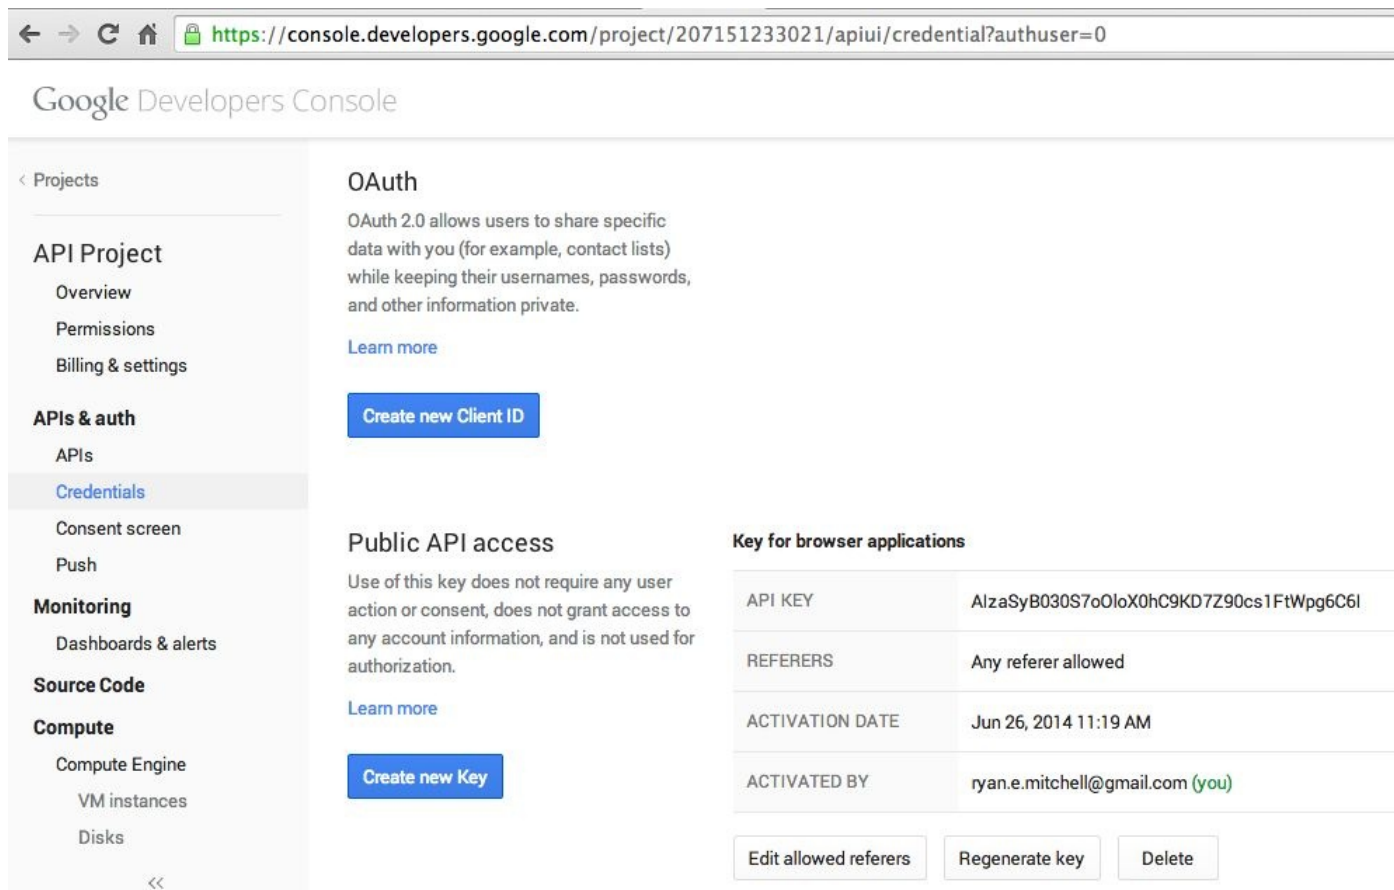 https://console.developers.google.com/project/207151233021/apiui/credential?authuser=0
Google Developers Console
< Projects
API Project
Overview
Permissions
Billing & settings
APIs & auth
APIs
Credentials
Consent screen
Push
Monitoring
Dashboards & alerts
Source Code
Compute
Compute Engine
VM instances
Disks
<<
OAuth
OAuth 2.0 allows users to share specific
data with you (for example, contact lists)
while keeping their usernames, passwords,
and other information private.
Learn more
Create new Client ID
Public API access
Use of this key does not require any user
action or consent, does not grant access to
any account information, and is not used for
authorization.
Learn more
Create new Key
Key for browser applications
API KEY AIzaSyB030S7oOloX0hC9KD7Z90cs1FtWpg6C6I
REFERERS Any referer allowed
ACTIVATION DATE Jun 26, 2014 11:19 AM
ACTIVATED BY ryan.e.mitchell@gmail.com (you)
Edit allowed referers Regenerate key Delete